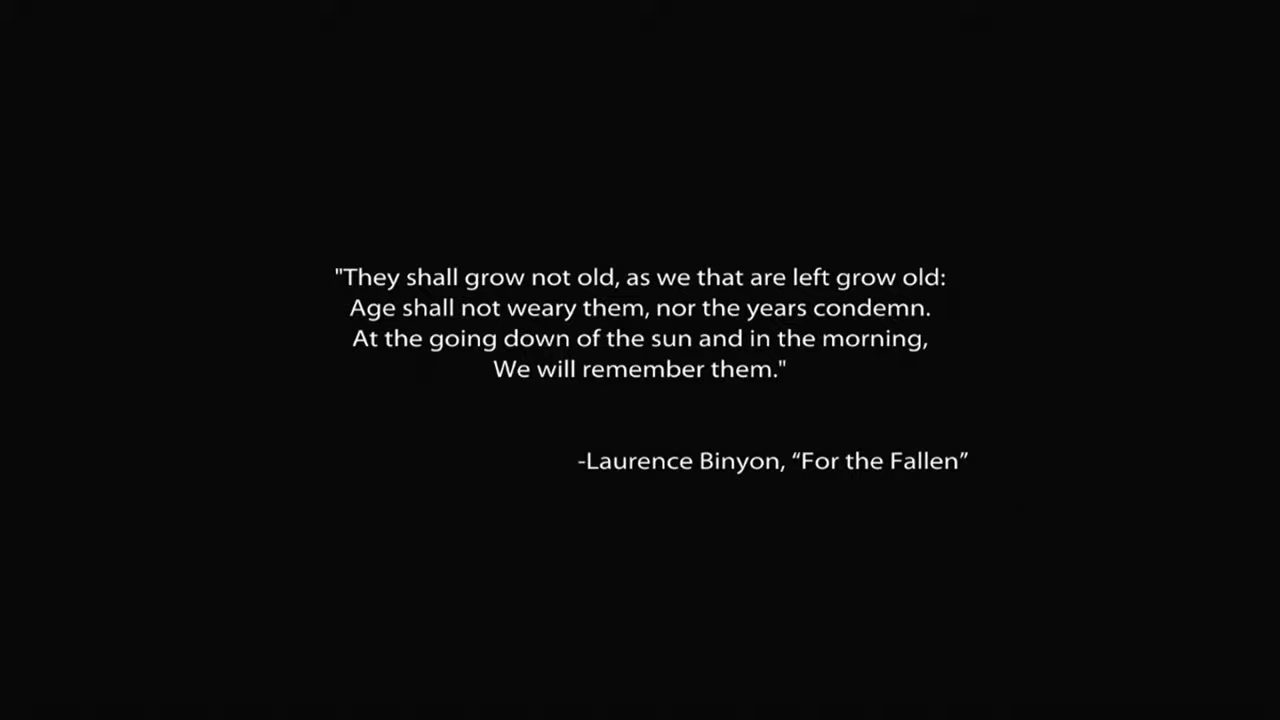 "They shall grow not old, as we that are left grow old:
Age shall not weary them, nor the years condemn.
At the going down of the sun and in the morning,
We will remember them."
-Laurence Binyon, “For the Fallen”